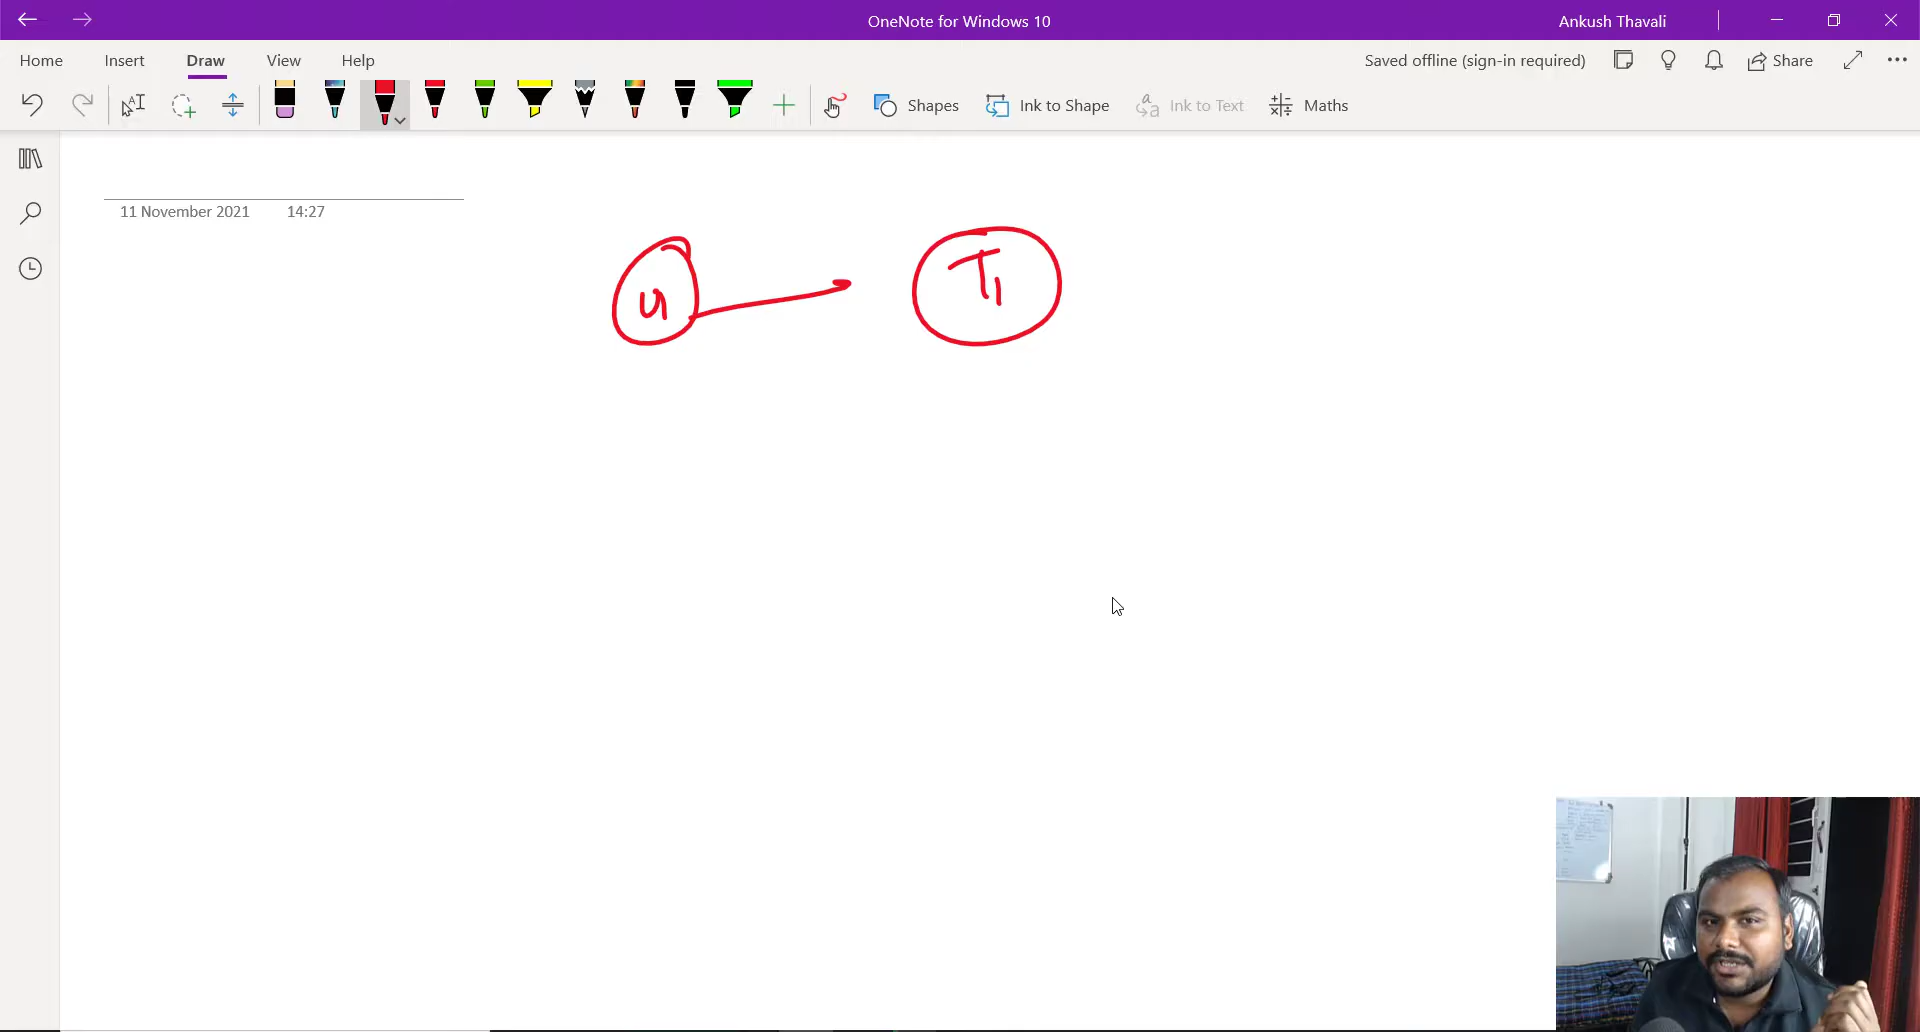 OneNote for Windows 10
Ankush Thavali
Home Insert Draw View Help
Saved offline (sign-in required)
Share
Shapes
Ink to Shape
Ink to Text
Maths
11 November 2021 14:27
u
T1